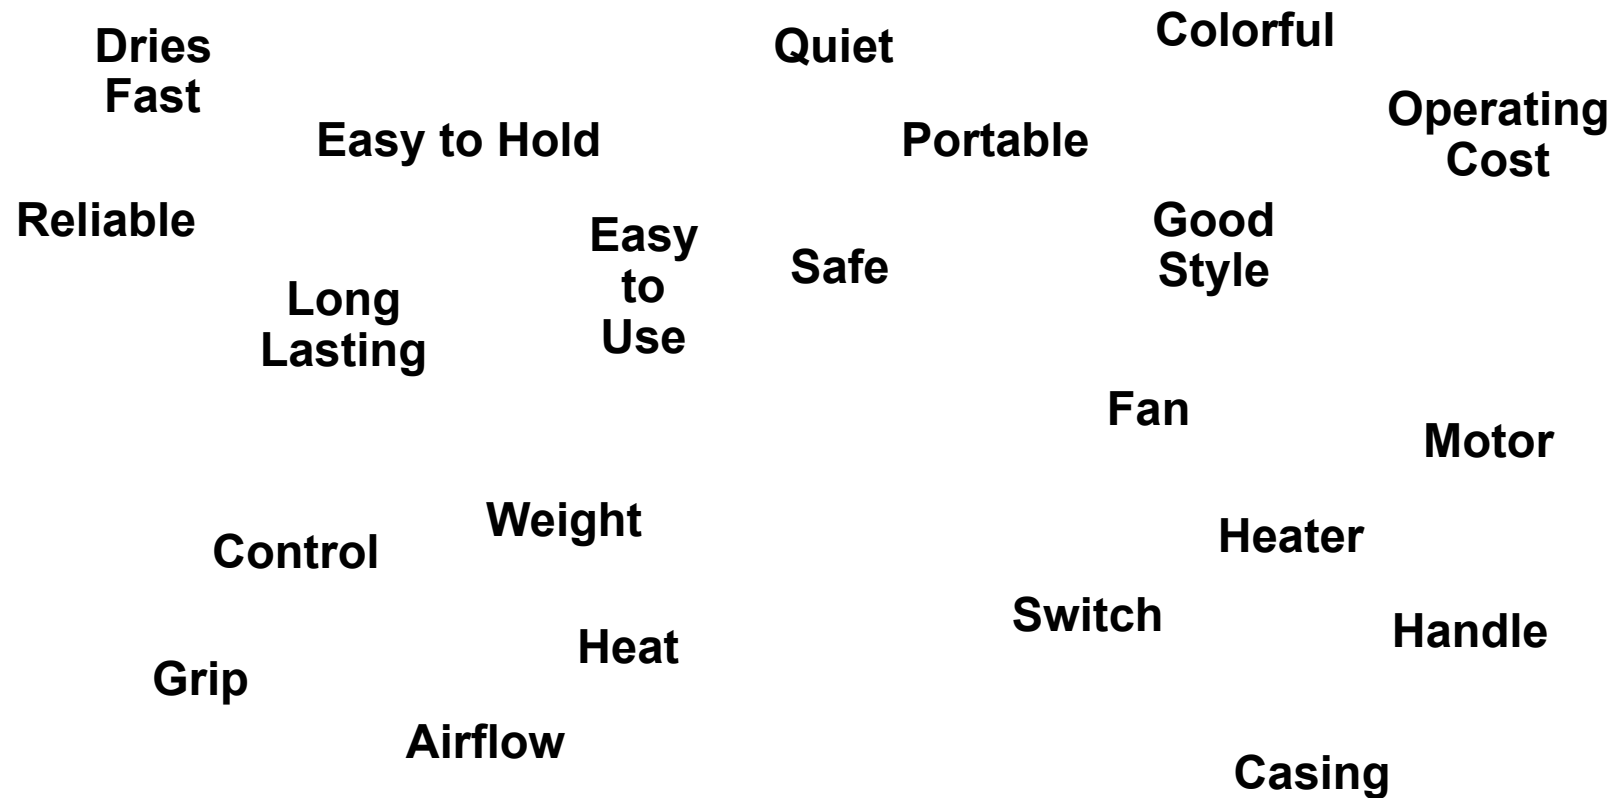 Dries
Fast
Quiet
Colorful
Easy to Hold
Portable
Operating
Cost
Reliable
Long
Lasting
Easy
to
Use
Safe
Good
Style
Fan
Motor
Control
Weight
Heater
Switch
Handle
Grip
Heat
Airflow
Casing